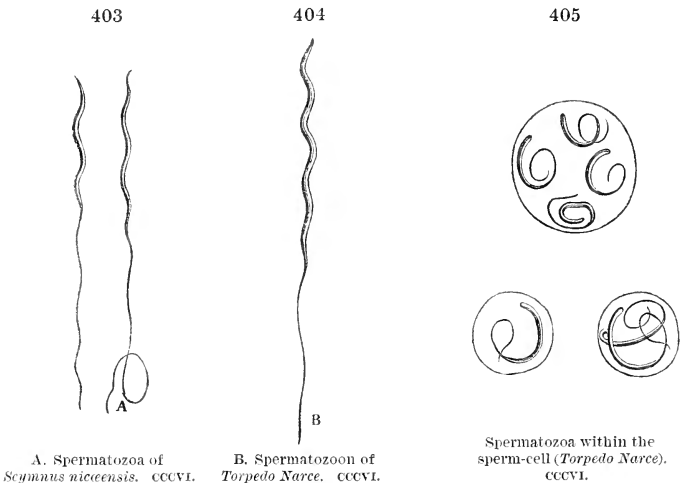 403
404
405
A
B
A. Spermatozoa of
Scymnus nicæensis. CCCVI.
B. Spermatozoon of
Torpedo Narce. CCCVI.
Spermatozoa within the
sperm-cell (Torpedo Narce).
CCCVI.